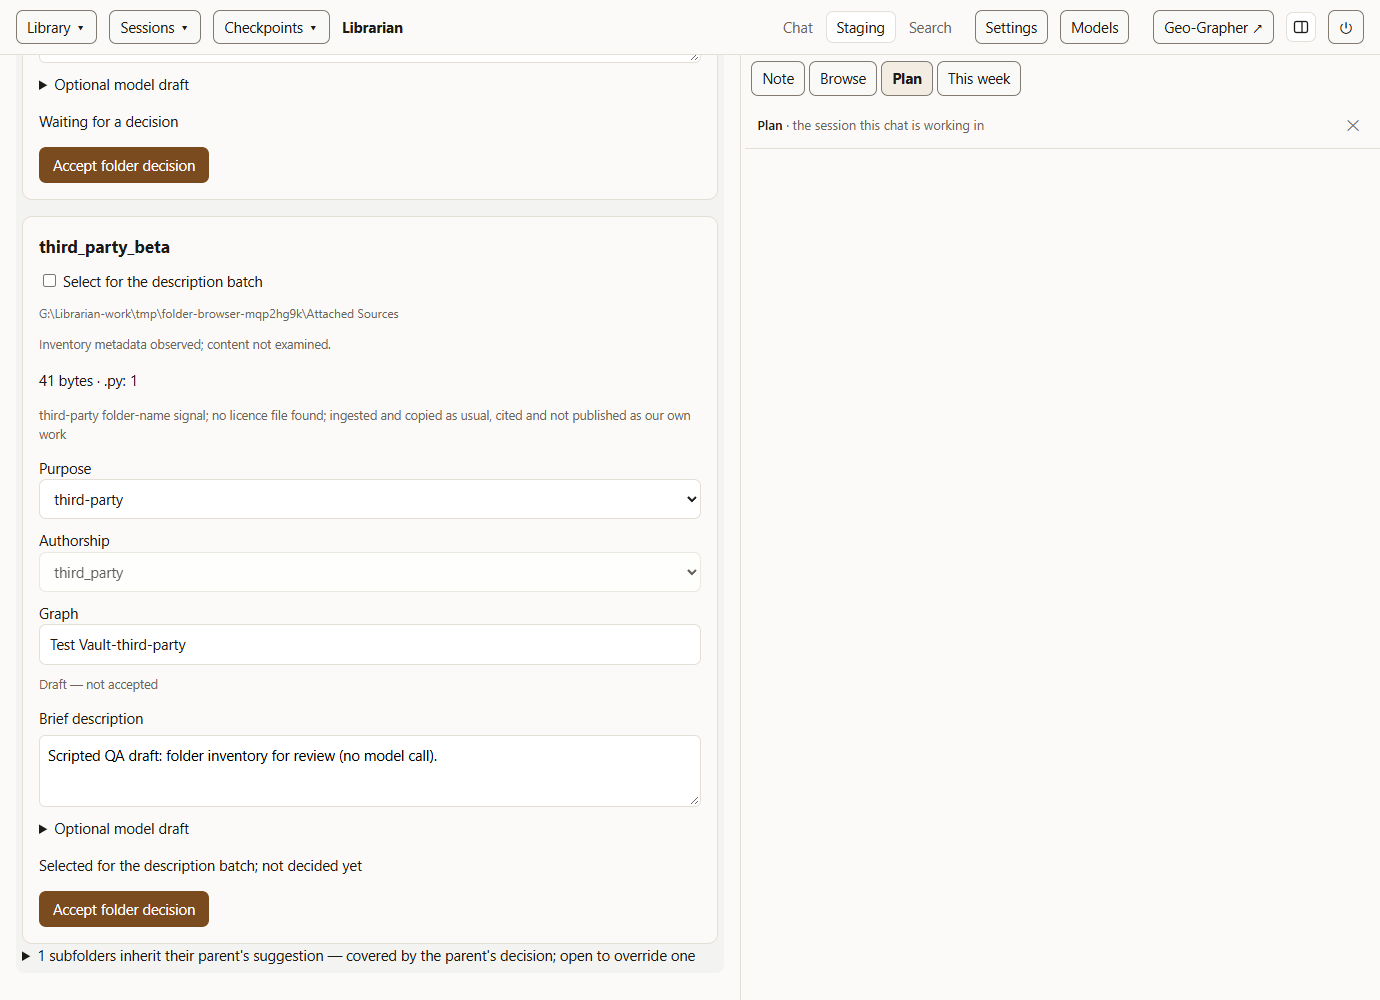 Library ▾ Sessions ▾ Checkpoints ▾ Librarian Chat Staging Search Settings Models Geo-Grapher ↗
Note Browse Plan This week
Plan · the session this chat is working in
▶ Optional model draft
Waiting for a decision
Accept folder decision
third_party_beta
Select for the description batch
G:\Librarian-work\tmp\folder-browser-mqp2hg9k\Attached Sources
Inventory metadata observed; content not examined.
41 bytes · .py: 1
third-party folder-name signal; no licence file found; ingested and copied as usual, cited and not published as our own
work
Purpose
third-party
Authorship
third_party
Graph
Test Vault-third-party
Draft — not accepted
Brief description
Scripted QA draft: folder inventory for review (no model call).
▶ Optional model draft
Selected for the description batch; not decided yet
Accept folder decision
▶ 1 subfolders inherit their parent's suggestion — covered by the parent's decision; open to override one